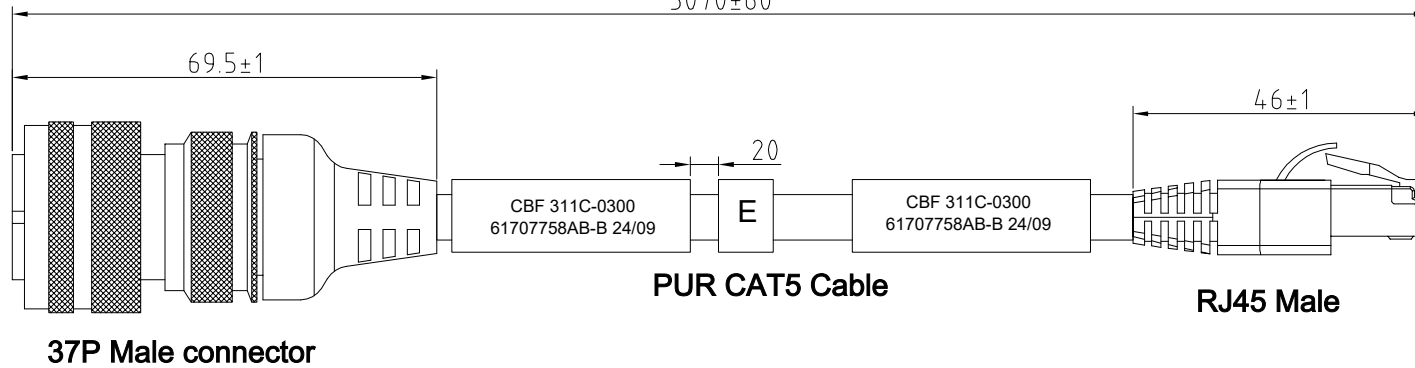 69.5±1
46±1
20
CBF 311C-0300
61707758AB-B 24/09
E
CBF 311C-0300
61707758AB-B 24/09
PUR CAT5 Cable
RJ45 Male
37P Male connector